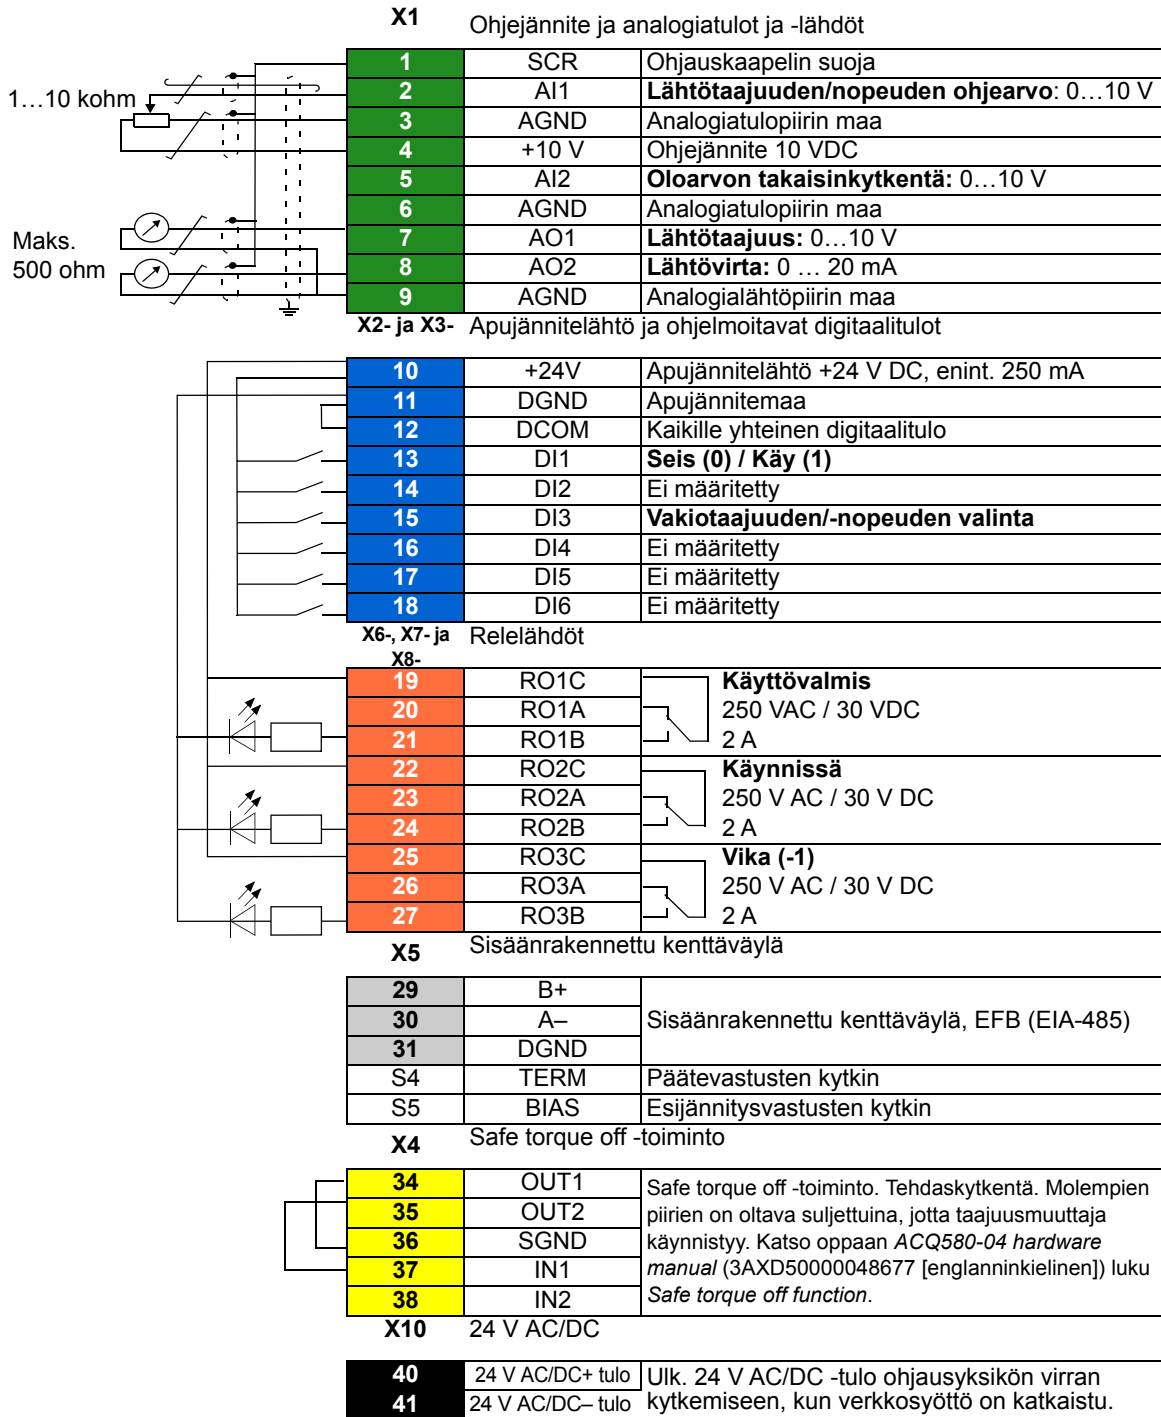 X1 Ohjejännite ja analogiatulot ja -lähdöt
1…10 kohm
1 SCR Ohjauskaapelin suoja
2 AI1 Lähtötaajuuden/nopeuden ohjearvo: 0…10 V
3 AGND Analogiatulopiirin maa
4 +10 V Ohjejännite 10 VDC
5 AI2 Oloarvon takaisinkytkentä: 0…10 V
6 AGND Analogiatulopiirin maa
Maks.
500 ohm
7 AO1 Lähtötaajuus: 0…10 V
8 AO2 Lähtövirta: 0 … 20 mA
9 AGND Analogialähtöpiirin maa
X2- ja X3- Apujännitelähtö ja ohjelmoitavat digitaalitulot
10 +24V Apujännitelähtö +24 V DC, enint. 250 mA
11 DGND Apujännitemaa
12 DCOM Kaikille yhteinen digitaalitulo
13 DI1 Seis (0) / Käy (1)
14 DI2 Ei määritetty
15 DI3 Vakiotaajuuden/-nopeuden valinta
16 DI4 Ei määritetty
17 DI5 Ei määritetty
18 DI6 Ei määritetty
X6-, X7- ja
X8-
Relelähdöt
19 RO1C Käyttövalmis
20 RO1A 250 VAC / 30 VDC
21 RO1B 2 A
22 RO2C Käynnissä
23 RO2A 250 V AC / 30 V DC
24 RO2B 2 A
25 RO3C Vika (-1)
26 RO3A 250 V AC / 30 V DC
27 RO3B 2 A
X5 Sisäänrakennettu kenttäväylä
29 B+
30 A– Sisäänrakennettu kenttäväylä, EFB (EIA-485)
31 DGND
S4 TERM Päätevastusten kytkin
S5 BIAS Esijännitysvastusten kytkin
X4 Safe torque off -toiminto
34 OUT1
35 OUT2
36 SGND
37 IN1
38 IN2
Safe torque off -toiminto. Tehdaskytkentä. Molempien
piirien on oltava suljettuina, jotta taajuusmuuttaja
käynnistyy. Katso oppaan ACQ580-04 hardware
manual (3AXD50000048677 [englanninkielinen]) luku
Safe torque off function.
X10 24 V AC/DC
40 24 V AC/DC+ tulo Ulk. 24 V AC/DC -tulo ohjausyksikön virran
41 24 V AC/DC– tulo kytkemiseen, kun verkkosyöttö on katkaistu.